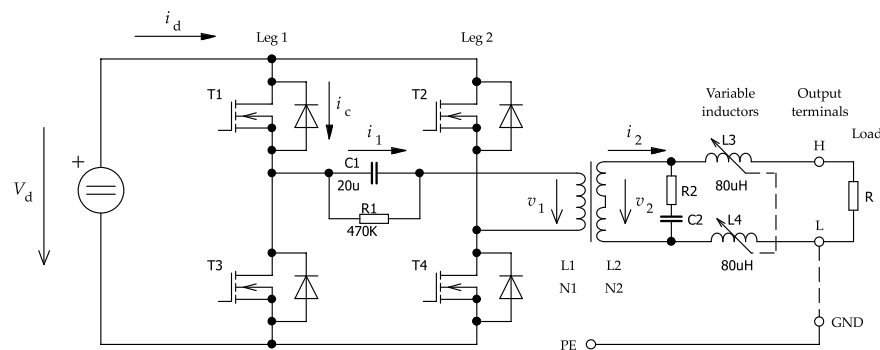 i_d
Leg 1
Leg 2
T1
T2
i_c
i_1
i_2
Variable inductors
Output terminals
Load
L3
H
C1
20u
80uH
+
V_d
R1
470K
v_1
v_2
R2
C2
R
L4
L
80uH
T3
T4
L1
L2
N1
N2
GND
PE